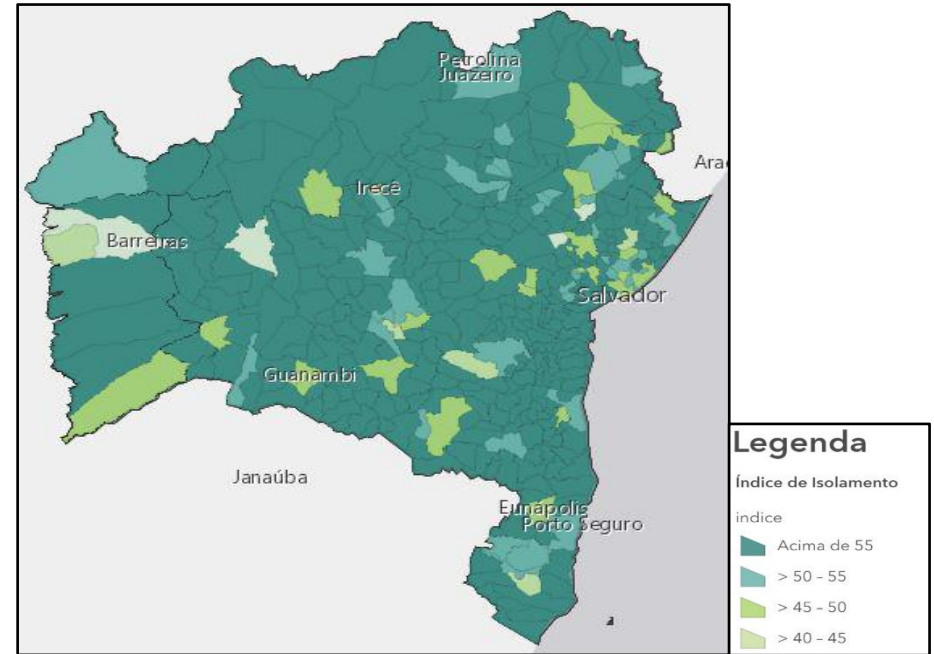 Petrolina
Juazeiro
Ara
Irecê
Barreiras
Salvador
Guanambi
Janaúba
Eunápolis
Porto Seguro
Legenda
Índice de Isolamento
indice
Acima de 55
> 50 – 55
> 45 – 50
> 40 – 45